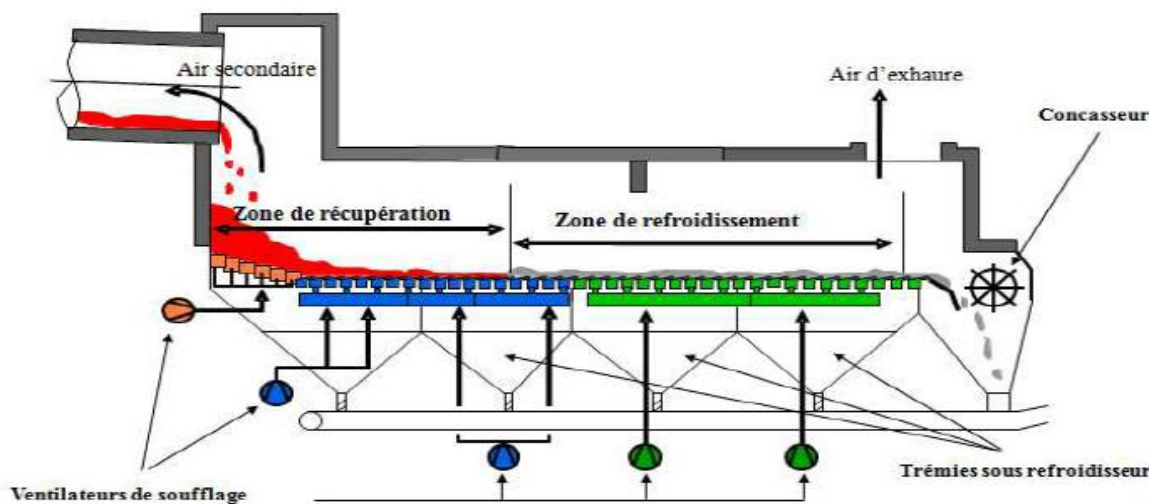 Air secondaire
Air d'exhaure
Concasseur
Zone de récupération
Zone de refroidissement
Ventilateurs de soufflage
Trémies sous refroidisseur